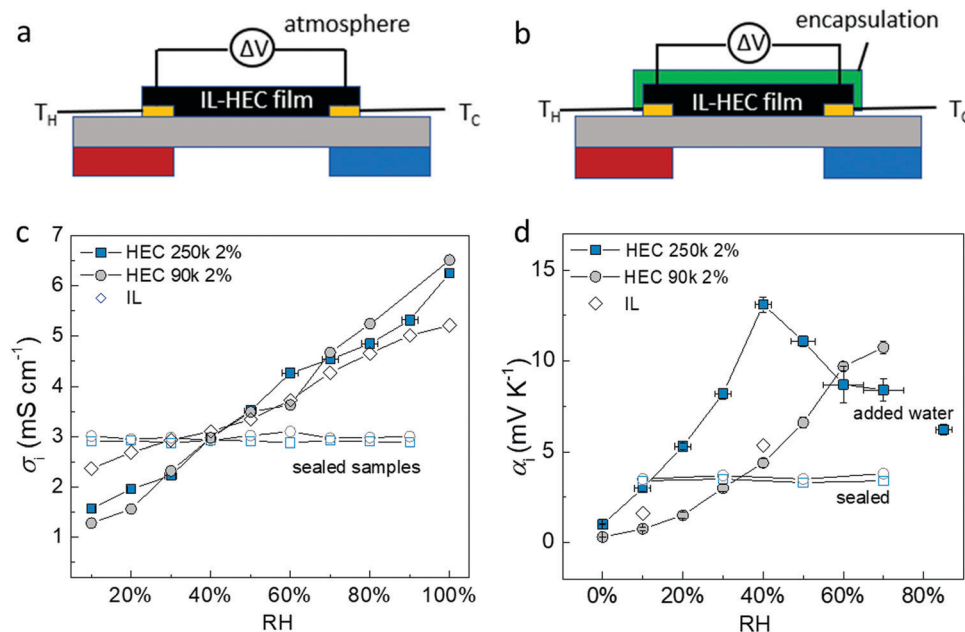 a
ΔV
atmosphere
IL-HEC film
T_H
T_C
b
ΔV
encapsulation
IL-HEC film
T_H
T_C
c
HEC 250k 2%
HEC 90k 2%
IL
sealed samples
7
6
5
4
3
2
1
σ_i (mS cm⁻¹)
20% 40% 60% 80% 100%
RH
d
HEC 250k 2%
HEC 90k 2%
IL
added water
sealed
15
10
5
0
α_i (mV K⁻¹)
0% 20% 40% 60% 80%
RH